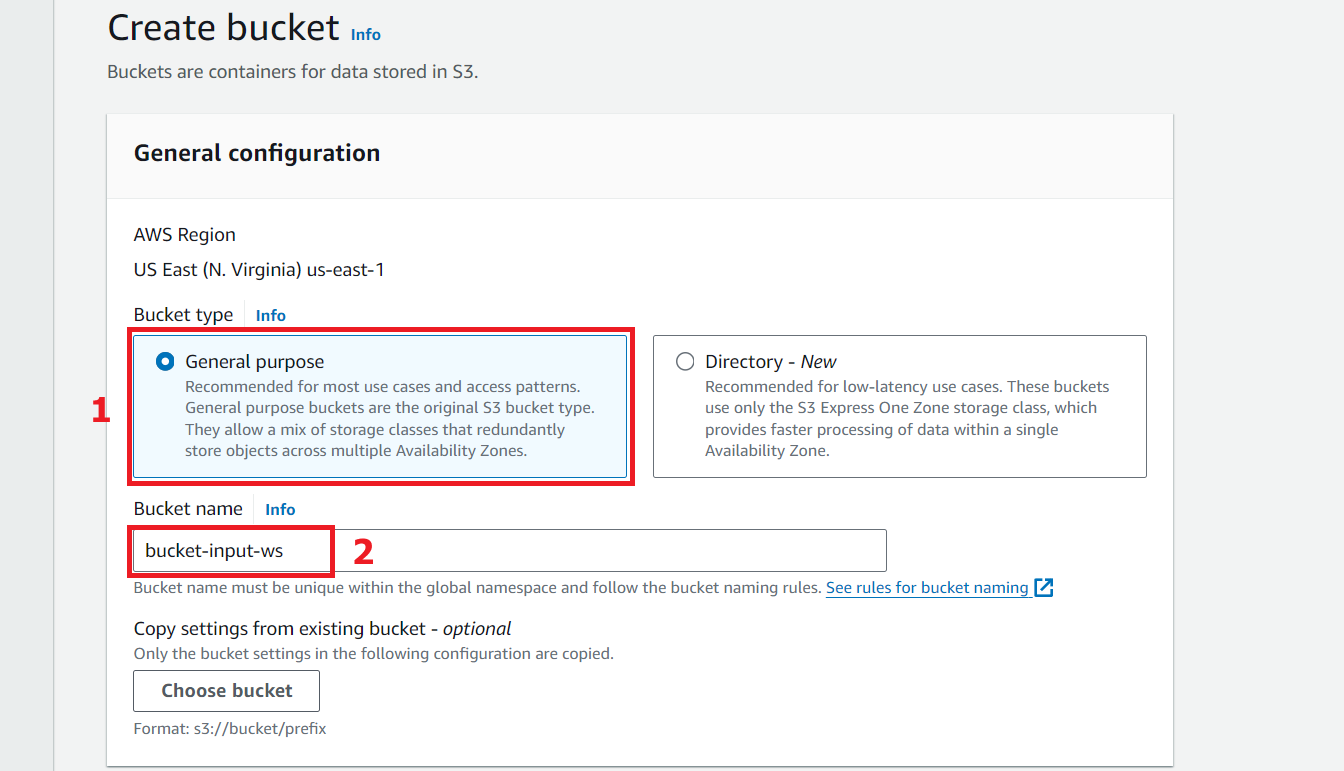 Create bucket Info
Buckets are containers for data stored in S3.
General configuration
AWS Region
US East (N. Virginia) us-east-1
Bucket type Info
1
General purpose
Recommended for most use cases and access patterns.
General purpose buckets are the original S3 bucket type.
They allow a mix of storage classes that redundantly
store objects across multiple Availability Zones.
Directory - New
Recommended for low-latency use cases. These buckets
use only the S3 Express One Zone storage class, which
provides faster processing of data within a single
Availability Zone.
Bucket name Info
bucket-input-ws 2
Bucket name must be unique within the global namespace and follow the bucket naming rules. See rules for bucket naming
Copy settings from existing bucket - optional
Only the bucket settings in the following configuration are copied.
Choose bucket
Format: s3://bucket/prefix